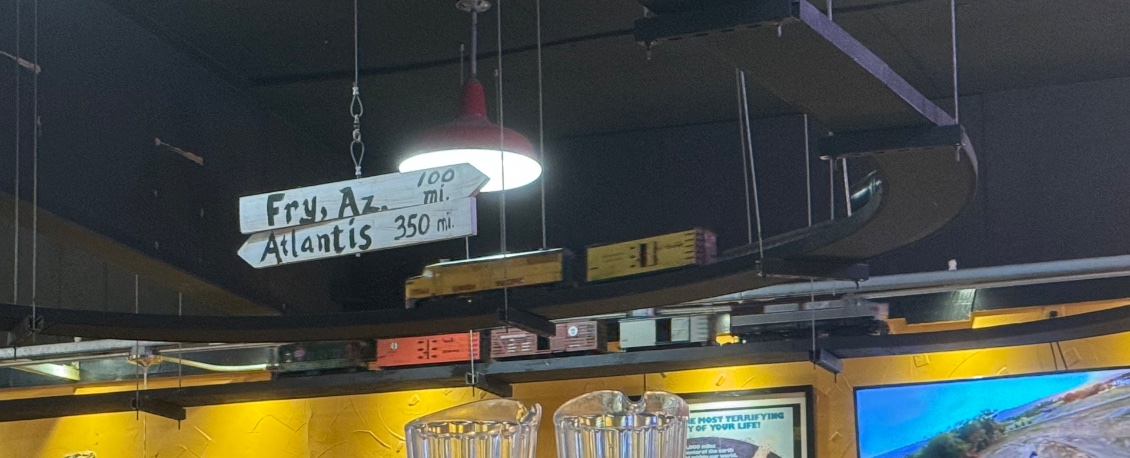 Fry, Az. 100 mi.
Atlantis 350 mi.
E MOST TERRIFYING
Y OF YOUR LIFE!